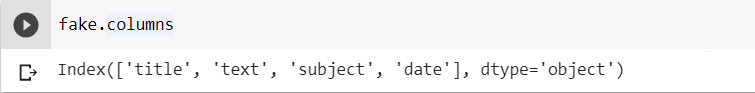 fake.columns
Index(['title', 'text', 'subject', 'date'], dtype='object')